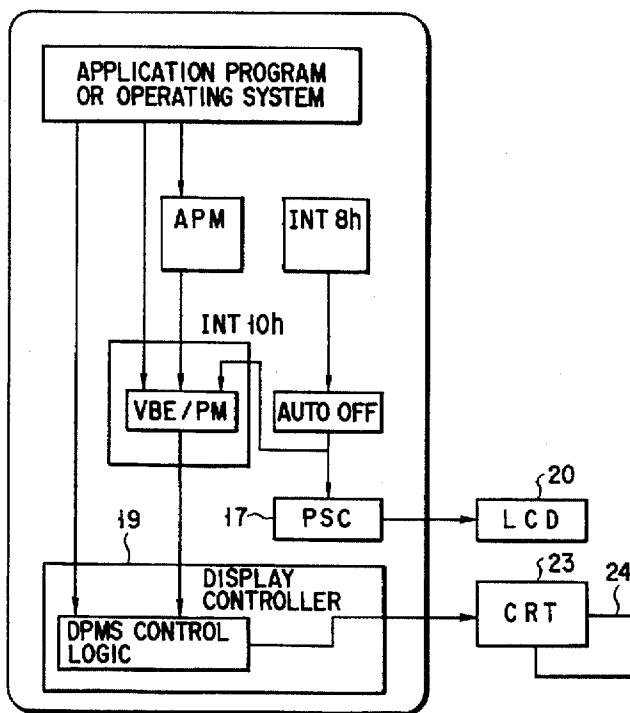 APPLICATION PROGRAM
OR OPERATING SYSTEM
APM
INT 8h
INT 10h
VBE/PM
AUTO OFF
17
PSC
20
LCD
19
DISPLAY
CONTROLLER
DPMS CONTROL
LOGIC
23
CRT
24